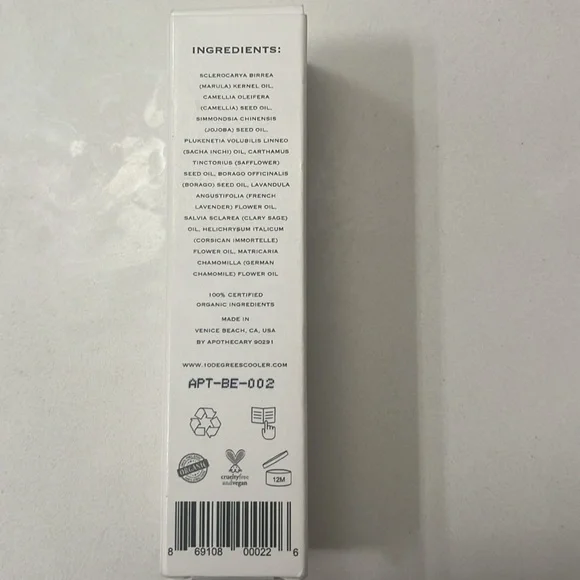 INGREDIENTS:
SCLEROCARYA BIRREA
(MARULA) KERNEL OIL,
CAMELLIA OLEIFERA
(CAMELLIA) SEED OIL,
SIMMONDSIA CHINENSIS
(JOJOBA) SEED OIL,
PLUKENETIA VOLUBILIS LINNEO
(SACHA INCHI) OIL, CARTHAMUS
TINCTORIUS (SAFFLOWER)
SEED OIL, BORAGO OFFICINALIS
(BORAGO) SEED OIL, LAVANDULA
ANGUSTIFOLIA (FRENCH
LAVENDER) FLOWER OIL,
SALVIA SCLAREA (CLARY SAGE)
OIL, HELICHRYSUM ITALICUM
(CORSICAN IMMORTELLE)
FLOWER OIL, MATRICARIA
CHAMOMILLA (GERMAN
CHAMOMILE) FLOWER OIL
100% CERTIFIED
ORGANIC INGREDIENTS
MADE IN
VENICE BEACH, CA, USA
BY APOTHECARY 90291
WWW.10DEGREESCOOLER.COM
APT-BE-002
ORGANIC
crueltyfree
andvegan
12M
8 69108 00022 6